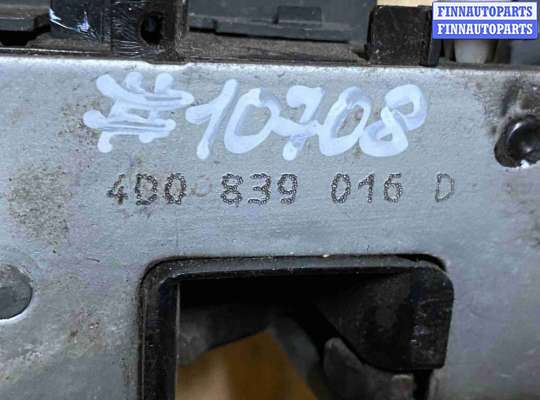 FINNAUTOPARTS
FINNAUTOPARTS
#10708
4D0 839 016 D